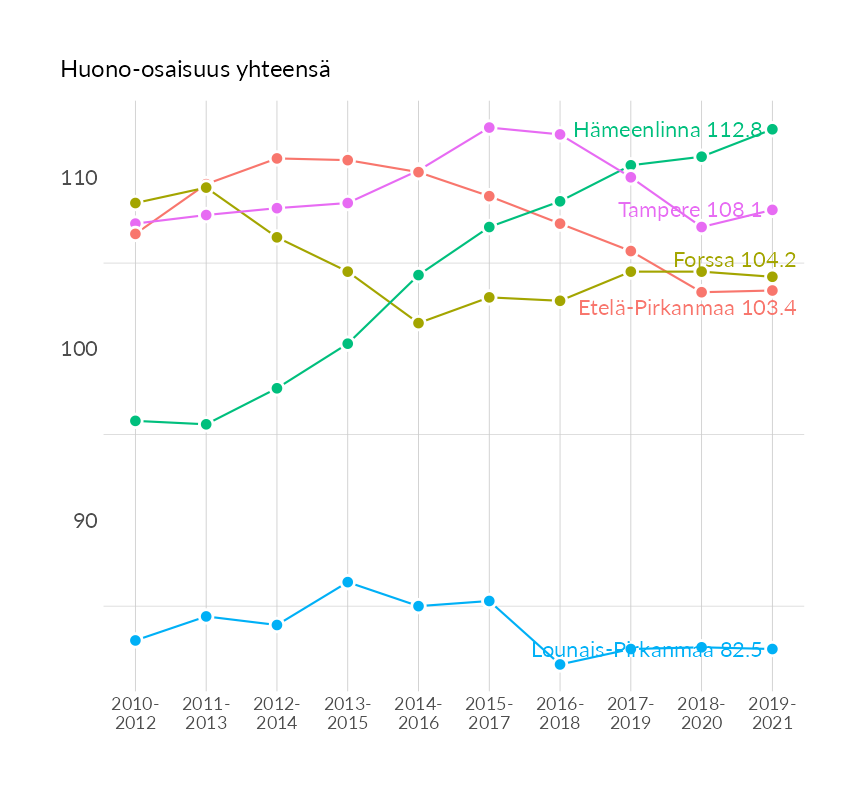 Huono-osaisuus yhteensä
Hämeenlinna 112.8
110
Tampere 108.1
Forssa 104.2
Etelä-Pirkanmaa 103.4
100
90
Lounais-Pirkanmaa 82.5
2010- 2011- 2012- 2013- 2014- 2015- 2016- 2017- 2018- 2019-
2012 2013 2014 2015 2016 2017 2018 2019 2020 2021